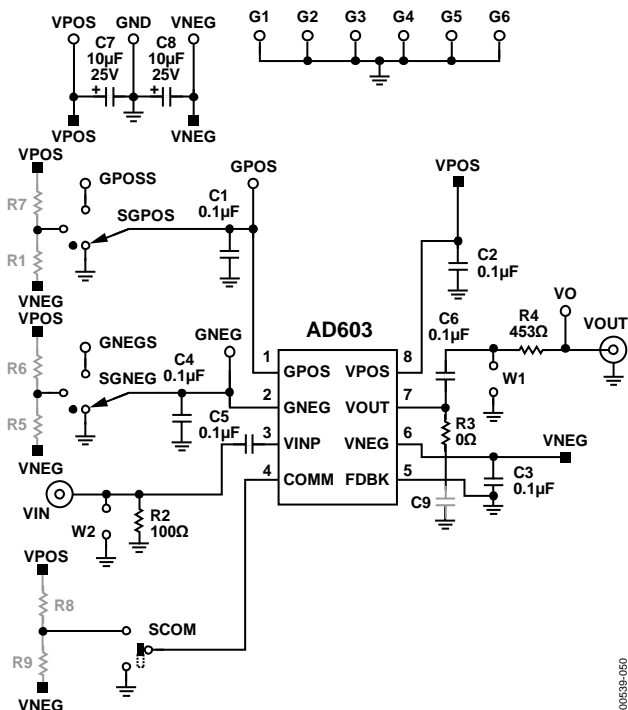 VPOS GND VNEG
C7 C8
10µF 10µF
25V 25V
+ +
VPOS VNEG
G1 G2 G3 G4 G5 G6
VPOS
R7
R1
VNEG
GPOSS
SGPOS
C1
0.1µF
GPOS
VPOS
C2
0.1µF
VPOS
R6
R5
VNEG
GNEGS
SGNEG
C4
0.1µF
GNEG
C5
0.1µF
AD603
1 GPOS VPOS 8
2 GNEG VOUT 7
3 VINP VNEG 6
4 COMM FDBK 5
C6
0.1µF
R4
453Ω
VO
VOUT
W1
R3
0Ω
C9
VNEG
C3
0.1µF
VIN
W2
R2
100Ω
VPOS
R8
R9
VNEG
SCOM
00539-050